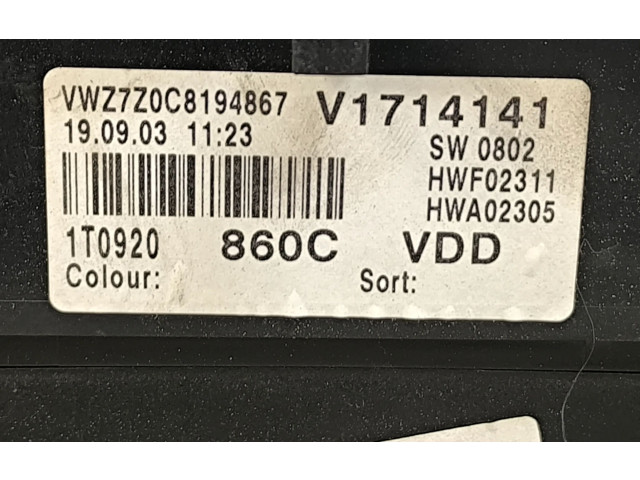 VWZ7Z0C8194867 V1714141
19.09.03 11:23 SW 0802
HWF02311
HWA02305
1T0920 860C VDD
Colour: Sort: